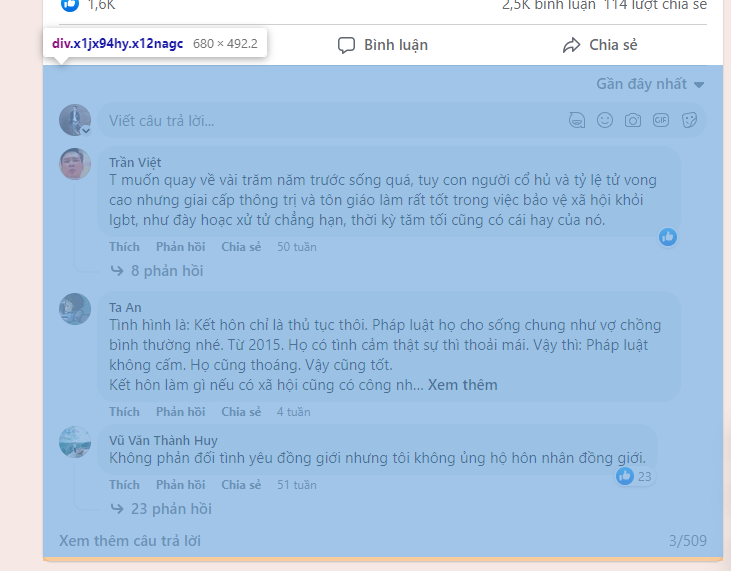 1,6K
2,5K bình luận 114 lượt chia sẻ
div.x1jx94hy.x12nagc 680 × 492.2
Bình luận
Chia sẻ
Gần đây nhất
Viết câu trả lời...
GIF
Trần Việt
T muốn quay về vài trăm năm trước sống quá, tuy con người cổ hủ và tỷ lệ tử vong
cao nhưng giai cấp thông trị và tôn giáo làm rất tốt trong việc bảo vệ xã hội khỏi
lgbt, như đày hoặc xử tử chẳng hạn, thời kỳ tăm tối cũng có cái hay của nó.
Thích Phản hồi Chia sẻ 50 tuần
8 phản hồi
Ta An
Tình hình là: Kết hôn chỉ là thủ tục thôi. Pháp luật họ cho sống chung như vợ chồng
bình thường nhé. Từ 2015. Họ có tình cảm thật sự thì thoải mái. Vậy thì: Pháp luật
không cấm. Họ cũng thoáng. Vậy cũng tốt.
Kết hôn làm gì nếu có xã hội cũng có công nh... Xem thêm
Thích Phản hồi Chia sẻ 4 tuần
Vũ Văn Thành Huy
Không phản đối tình yêu đồng giới nhưng tôi không ủng hộ hôn nhân đồng giới.
23
Thích Phản hồi Chia sẻ 51 tuần
23 phản hồi
Xem thêm câu trả lời
3/509